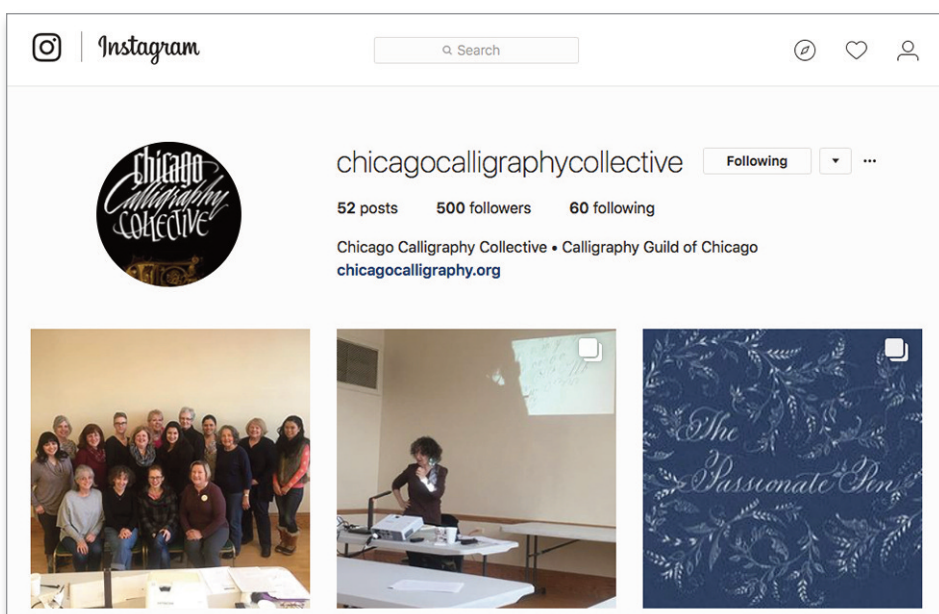 Instagram
Search
chicagocalligraphycollective Following
52 posts 500 followers 60 following
Chicago Calligraphy Collective • Calligraphy Guild of Chicago
chicagocalligraphy.org
chicago
Calligraphy
COLLECTIVE
The
Passionate Pen